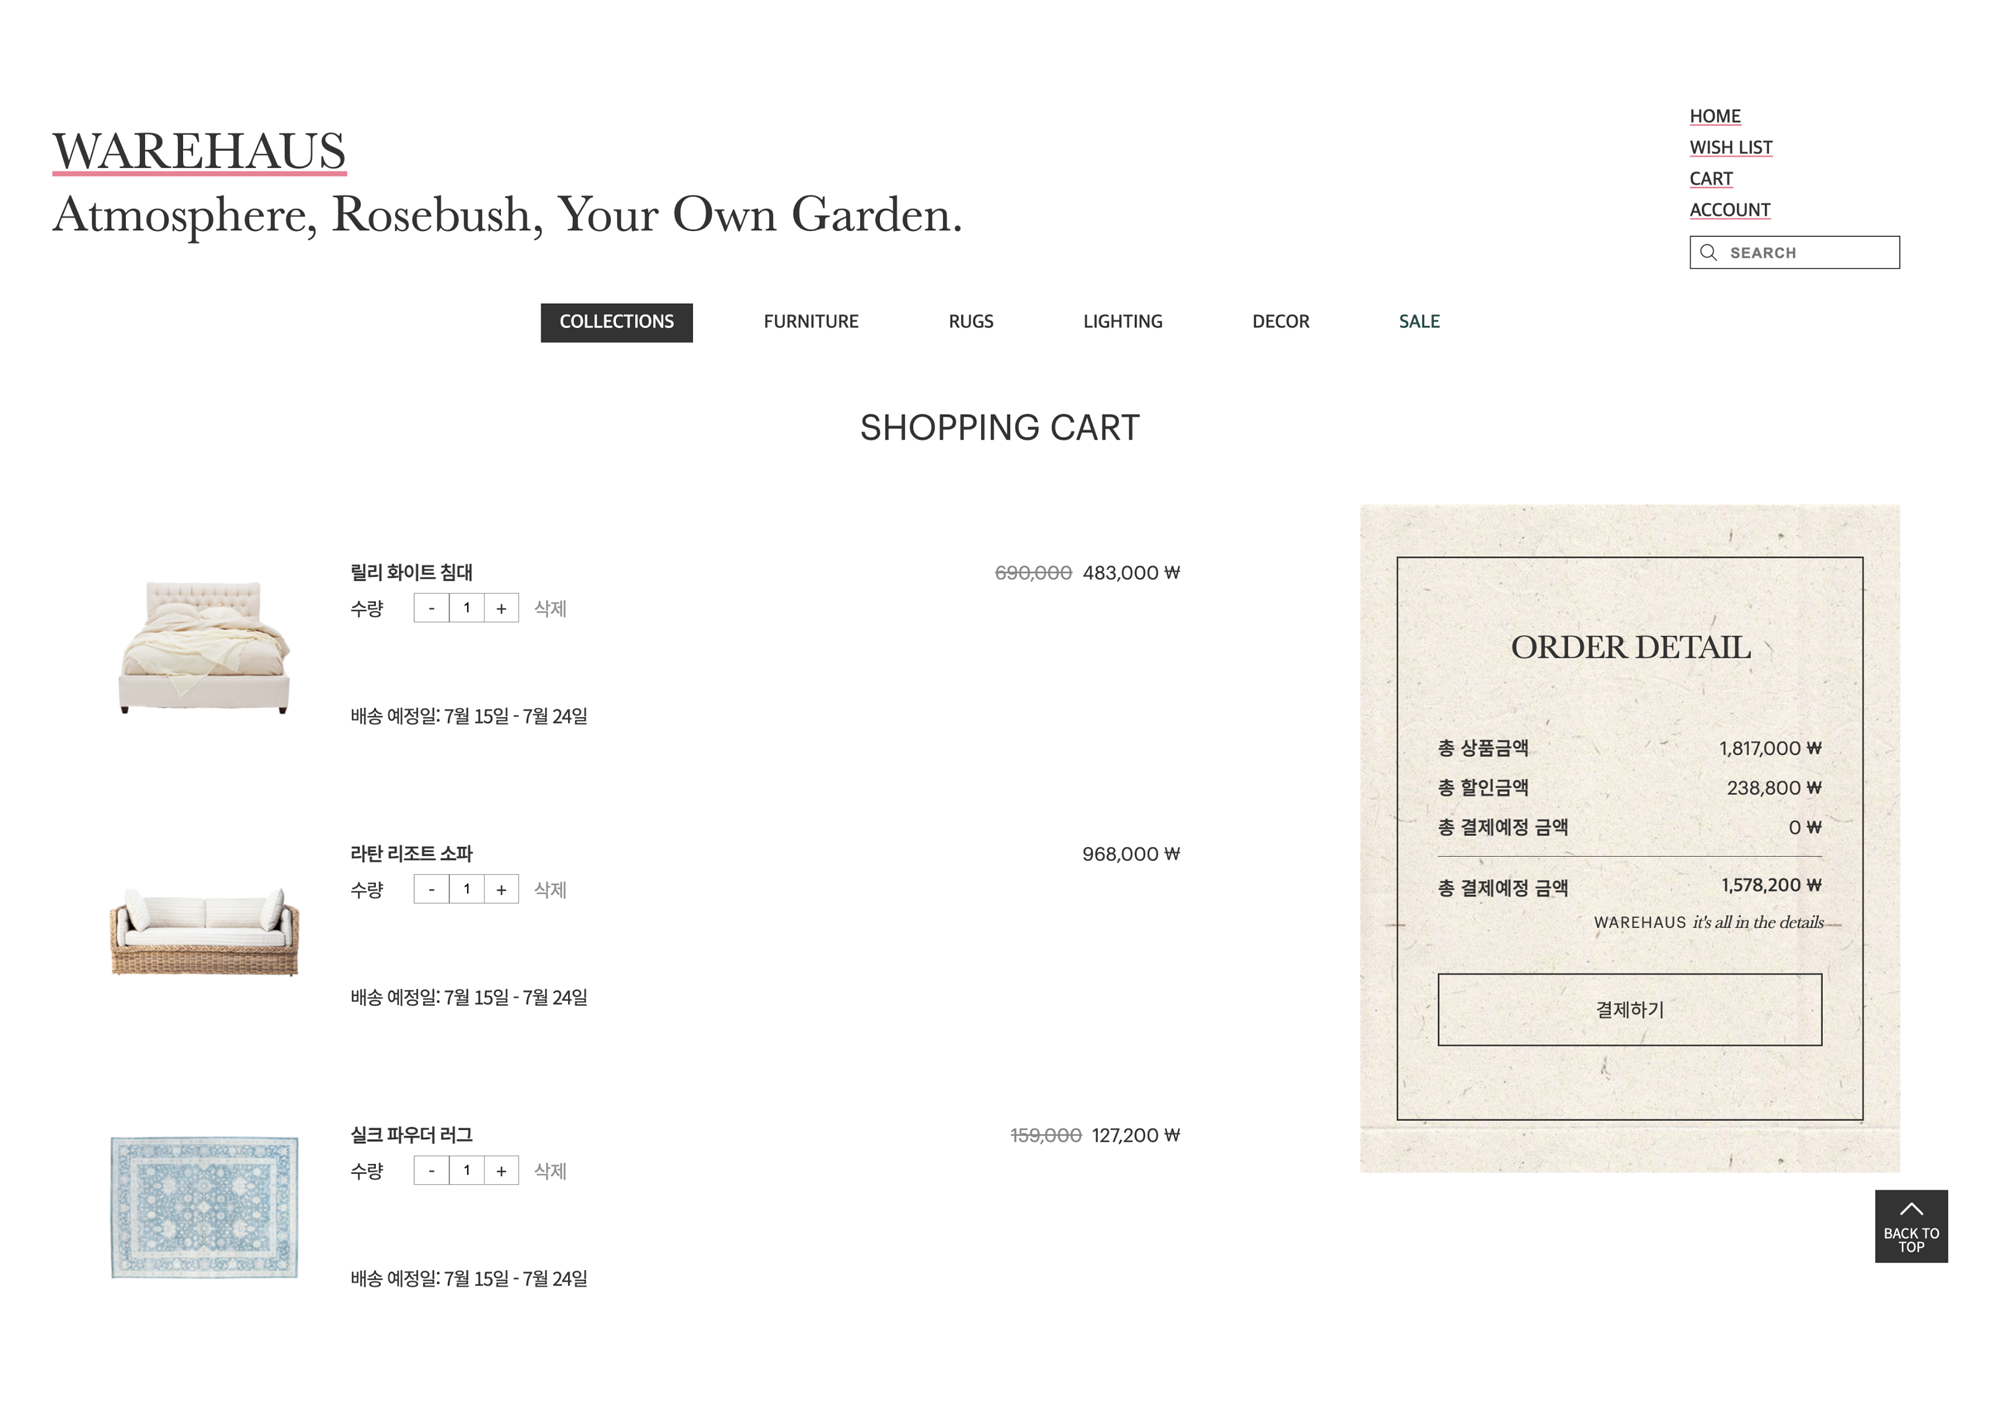 WAREHAUS
Atmosphere, Rosebush, Your Own Garden.
HOME
WISH LIST
CART
ACCOUNT
SEARCH
COLLECTIONS FURNITURE RUGS LIGHTING DECOR SALE
SHOPPING CART
릴리 화이트 침대 690,000 483,000 ₩
수량 - 1 + 삭제
배송 예정일: 7월 15일 - 7월 24일
라탄 리조트 소파 968,000 ₩
수량 - 1 + 삭제
배송 예정일: 7월 15일 - 7월 24일
실크 파우더 러그 159,000 127,200 ₩
수량 - 1 + 삭제
배송 예정일: 7월 15일 - 7월 24일
ORDER DETAIL
총 상품금액 1,817,000 ₩
총 할인금액 238,800 ₩
총 결제예정 금액 0 ₩
총 결제예정 금액 1,578,200 ₩
WAREHAUS it's all in the details
결제하기
BACK TO
TOP